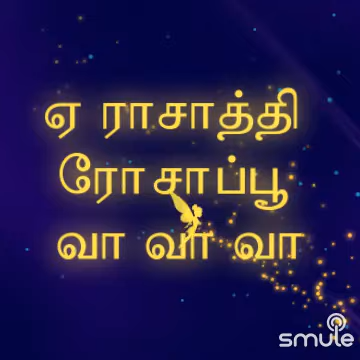 ஏ ராசாத்தி
ரோசாப்பூ
வா வா வா
smule